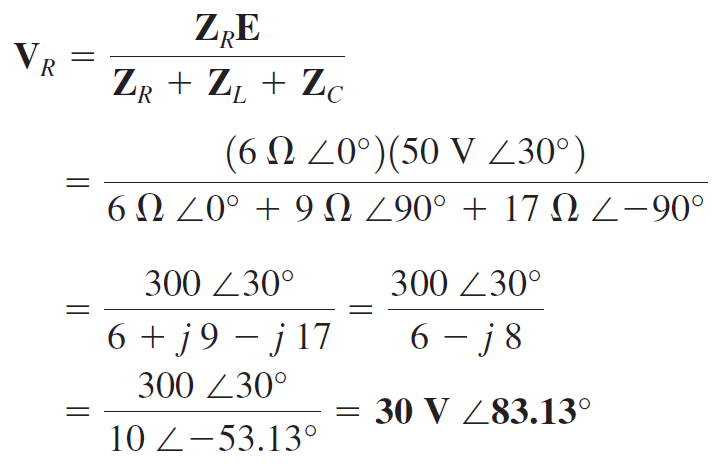 V_R = Z_R E / (Z_R + Z_L + Z_C)
= (6 Ω ∠0°)(50 V ∠30°) / (6 Ω ∠0° + 9 Ω ∠90° + 17 Ω ∠−90°)
= 300 ∠30° / (6 + j 9 − j 17) = 300 ∠30° / (6 − j 8)
= 300 ∠30° / (10 ∠−53.13°) = 30 V ∠83.13°